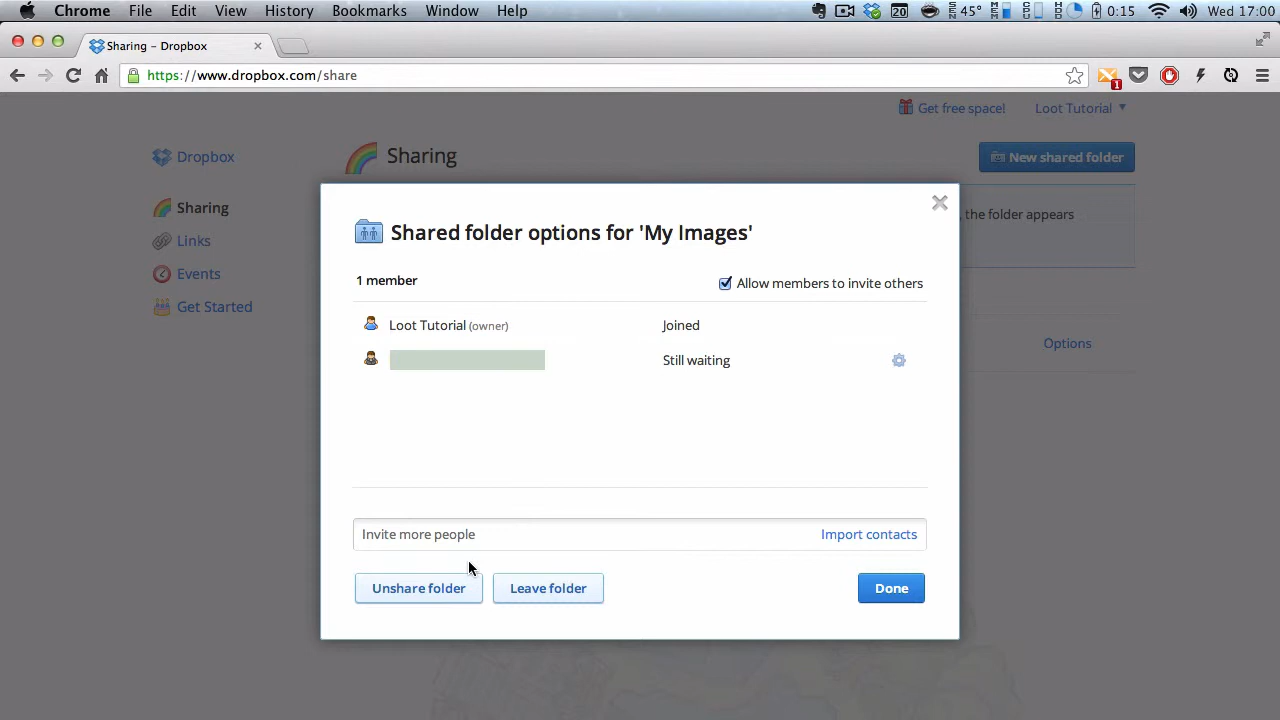 Chrome File Edit View History Bookmarks Window Help 20 45° 0:15 Wed 17:00
Sharing – Dropbox
https://www.dropbox.com/share 1
Get free space! Loot Tutorial
Dropbox
Sharing
New shared folder
Sharing
Links
Events
Get Started
, the folder appears
Options
Shared folder options for 'My Images'
1 member
Allow members to invite others
Loot Tutorial (owner) Joined
Still waiting
Invite more people Import contacts
Unshare folder Leave folder Done